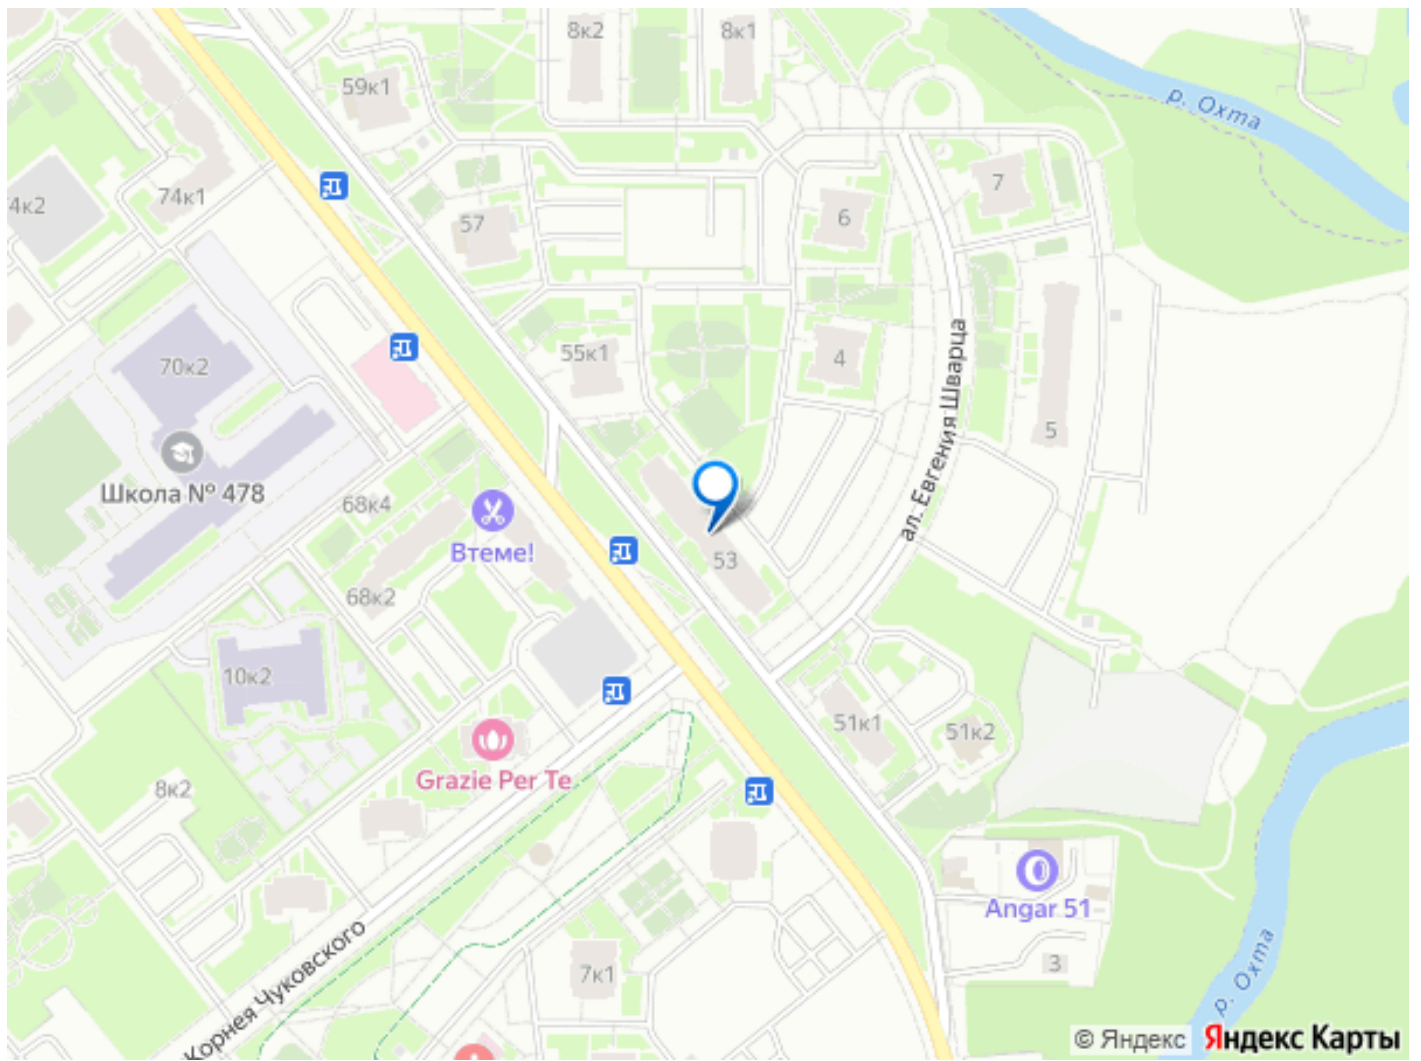 8к2
8к1
59к1
р. Охта
74к1
4к2
7
6
57
55к1
4
70к2
ал. Евгения Шварца
5
Школа № 478
68к4
Втеме!
53
68к2
10к2
51к1
51к2
Grazie Per Te
8к2
Angar 51
Корнея Чуковского
7к1
3
р. Охта
© Яндекс Яндекс Карты